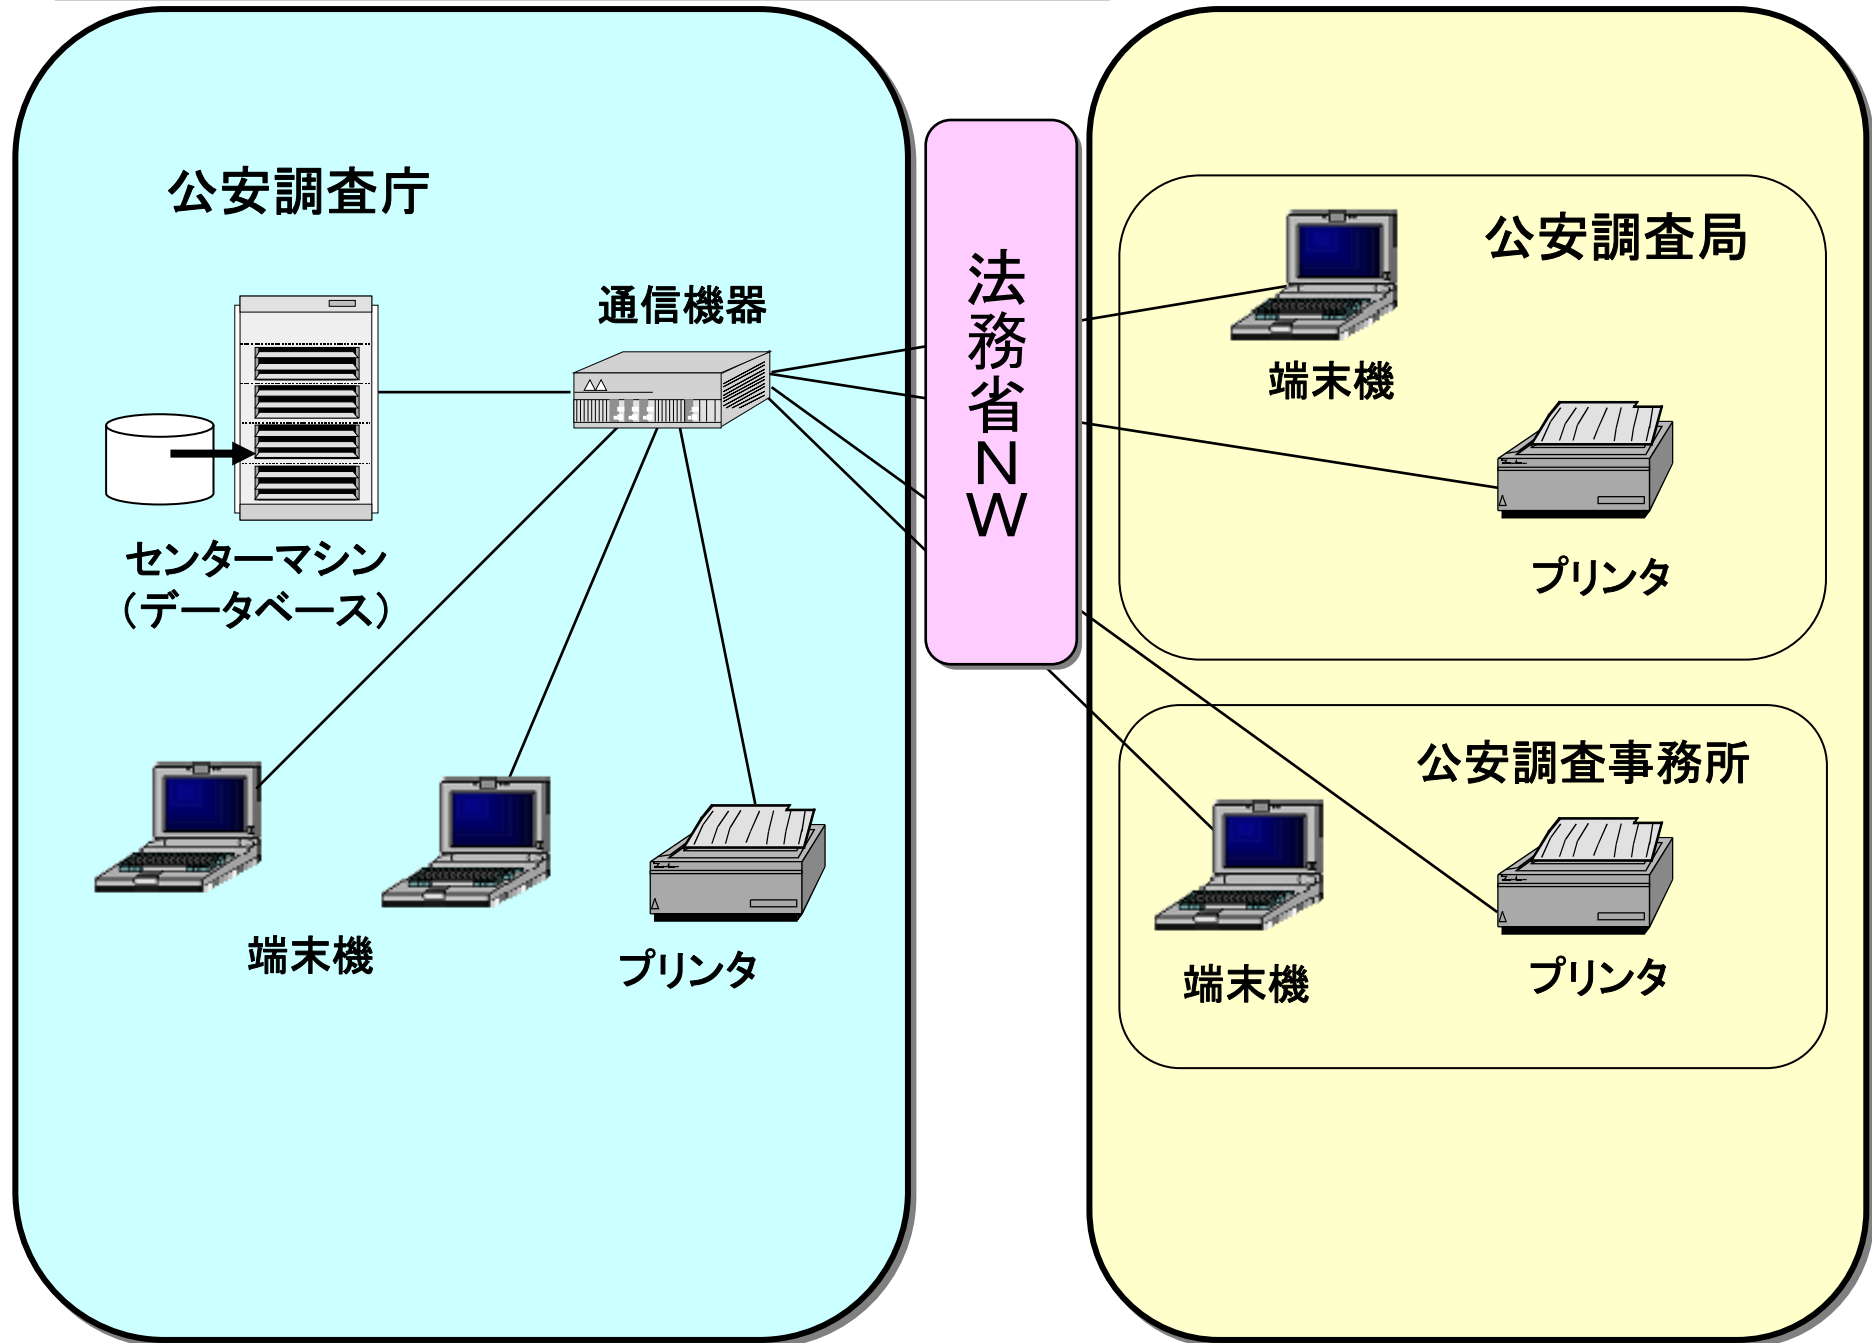 公安調査庁
通信機器
センターマシン
（データベース）
端末機
プリンタ
法務省ＮＷ
公安調査局
端末機
プリンタ
公安調査事務所
端末機
プリンタ